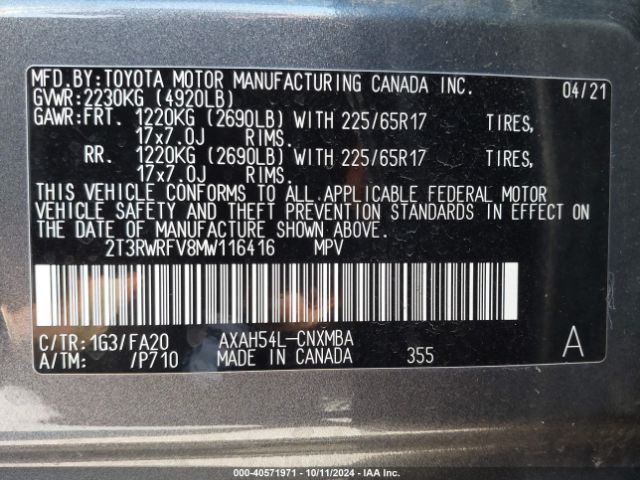 MFD.BY:TOYOTA MOTOR MANUFACTURING CANADA INC. 04/21
GVWR:2230KG (4920LB)
GAWR:FRT. 1220KG (2690LB) WITH 225/65R17 TIRES,
17x7.0J RIMS.
RR. 1220KG (2690LB) WITH 225/65R17 TIRES,
17x7.0J RIMS.
THIS VEHICLE CONFORMS TO ALL APPLICABLE FEDERAL MOTOR
VEHICLE SAFETY AND THEFT PREVENTION STANDARDS IN EFFECT ON
THE DATE OF MANUFACTURE SHOWN ABOVE.
2T3RWRFV8MW116416 MPV
C/TR:1G3/FA20 AXAH54L-CNXMBA A
A/TM: /P710 MADE IN CANADA 355
000-40571971 | 10/11/2024 - IAA Inc.